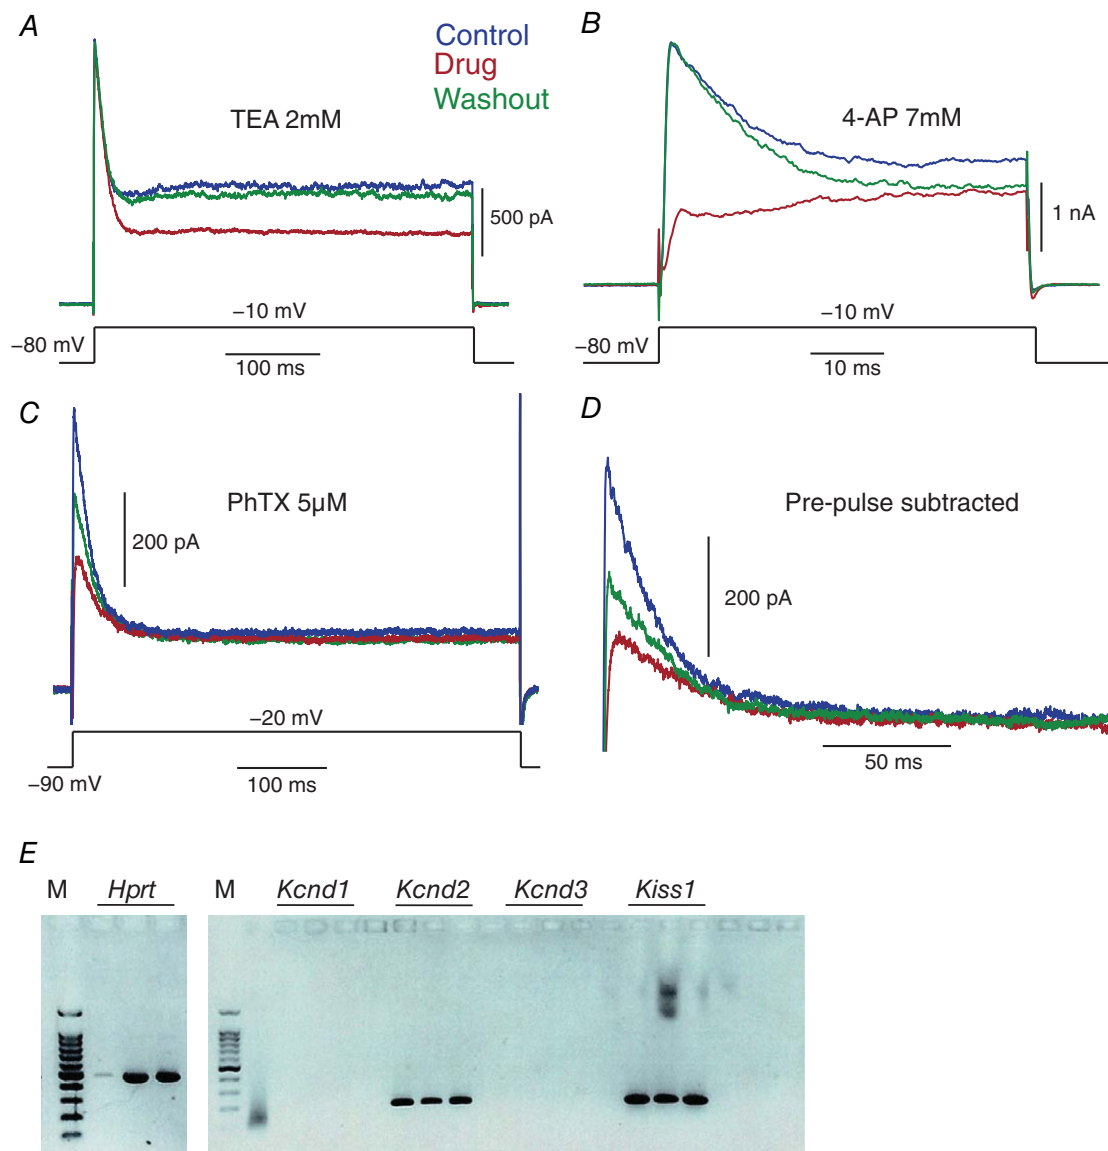 A
Control
Drug
Washout
TEA 2mM
500 pA
−10 mV
−80 mV
100 ms
B
4-AP 7mM
1 nA
−10 mV
−80 mV
10 ms
C
PhTX 5µM
200 pA
−20 mV
−90 mV
100 ms
D
Pre-pulse subtracted
200 pA
50 ms
E
M Hprt M Kcnd1 Kcnd2 Kcnd3 Kiss1